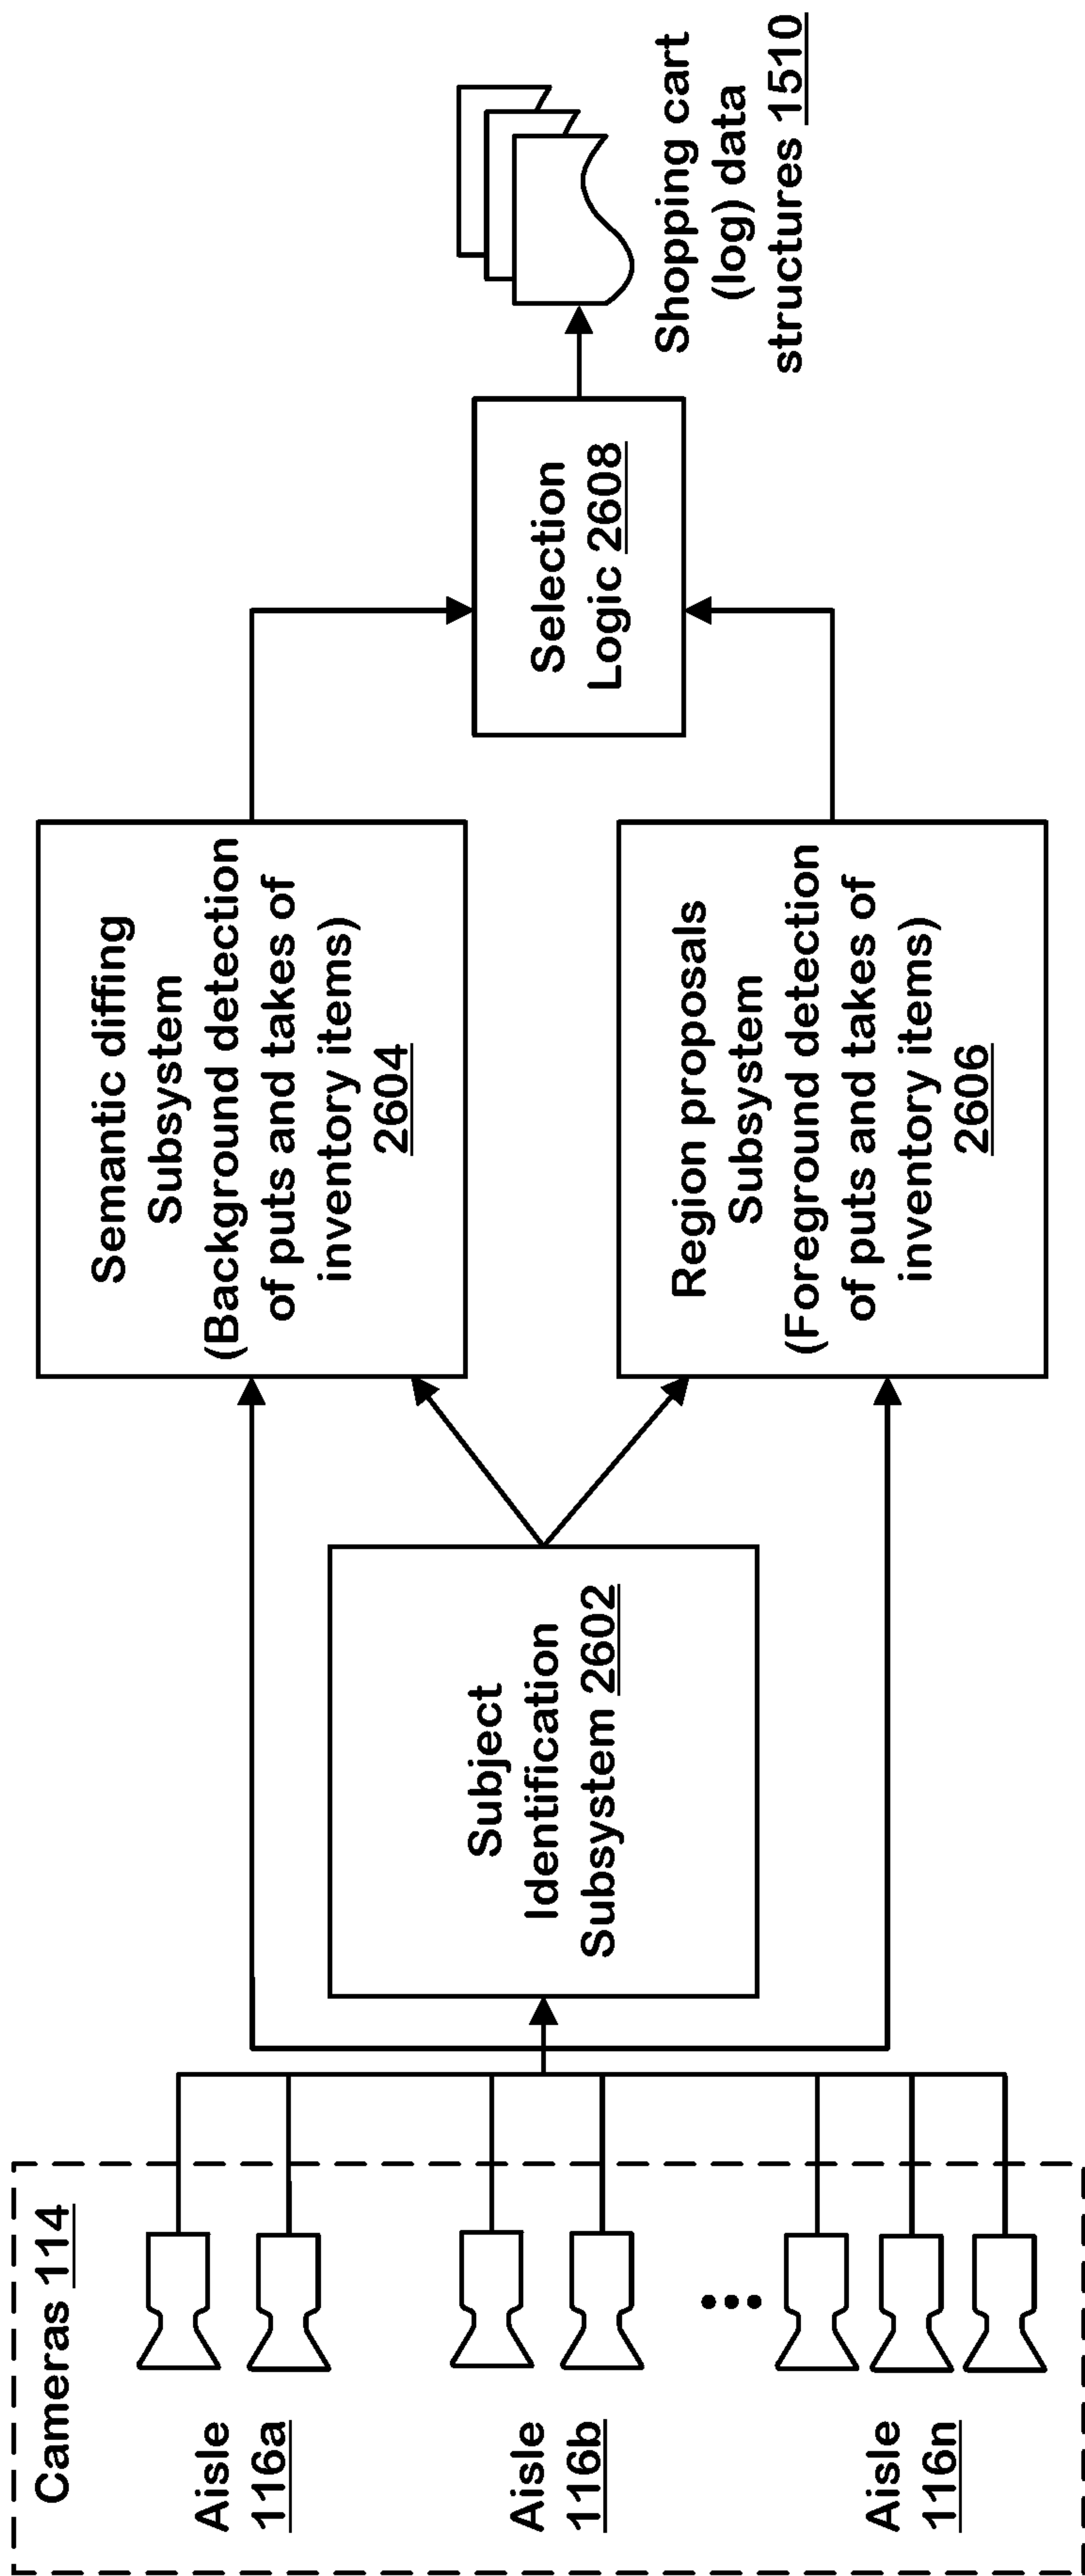 Cameras 114
Aisle
116a
Aisle
116b
Aisle
116n
Subject
Identification
Subsystem 2602
Semantic diffing
Subsystem
(Background detection
of puts and takes of
inventory items)
2604
Region proposals
Subsystem
(Foreground detection
of puts and takes of
inventory items)
2606
Selection
Logic 2608
Shopping cart
(log) data
structures 1510